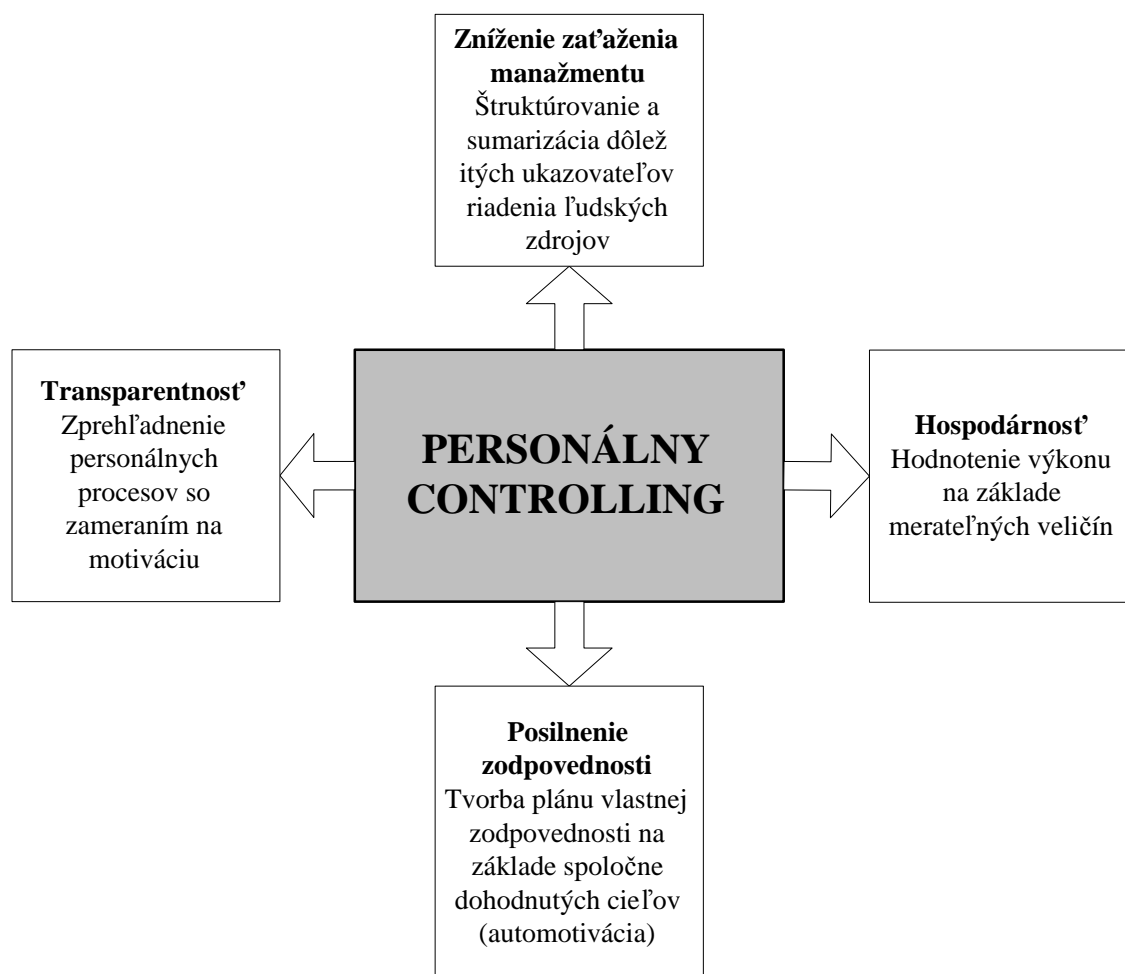 Zníženie zaťaženia
manažmentu
Štruktúrovanie a
sumarizácia dôlež
itých ukazovateľov
riadenia ľudských
zdrojov
Transparentnosť
Zprehľadnenie
personálnych
procesov so
zameraním na
motiváciu
PERSONÁLNY
CONTROLLING
Hospodárnosť
Hodnotenie výkonu
na základe
merateľných veličín
Posilnenie
zodpovednosti
Tvorba plánu vlastnej
zodpovednosti na
základe spoločne
dohodnutých cieľov
(automotivácia)